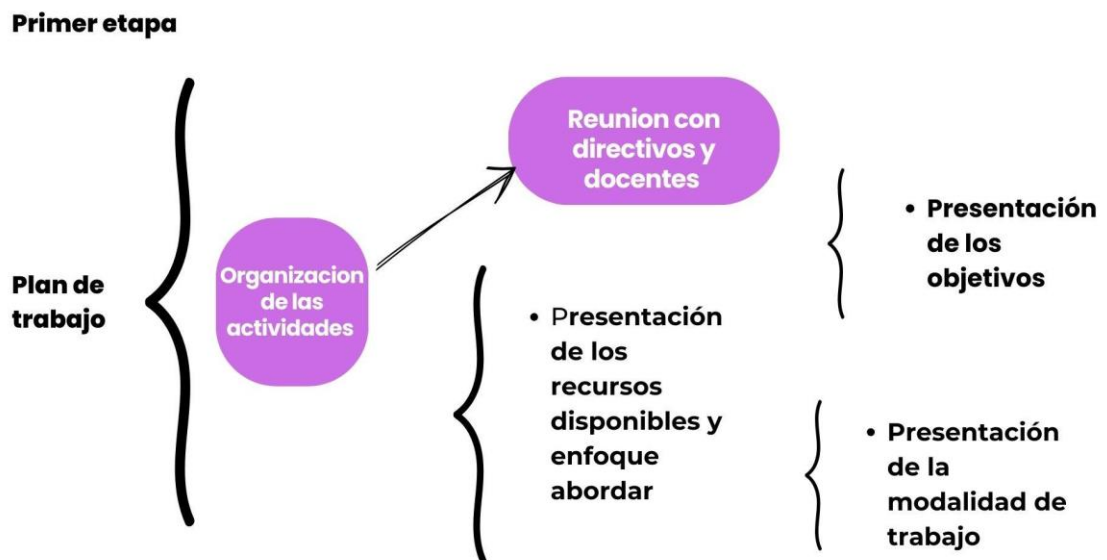 Primer etapa
Plan de
trabajo
Organizacion
de las
actividades
Reunion con
directivos y
docentes
• Presentación
de los
recursos
disponibles y
enfoque
abordar
• Presentación
de los
objetivos
• Presentación
de la
modalidad de
trabajo